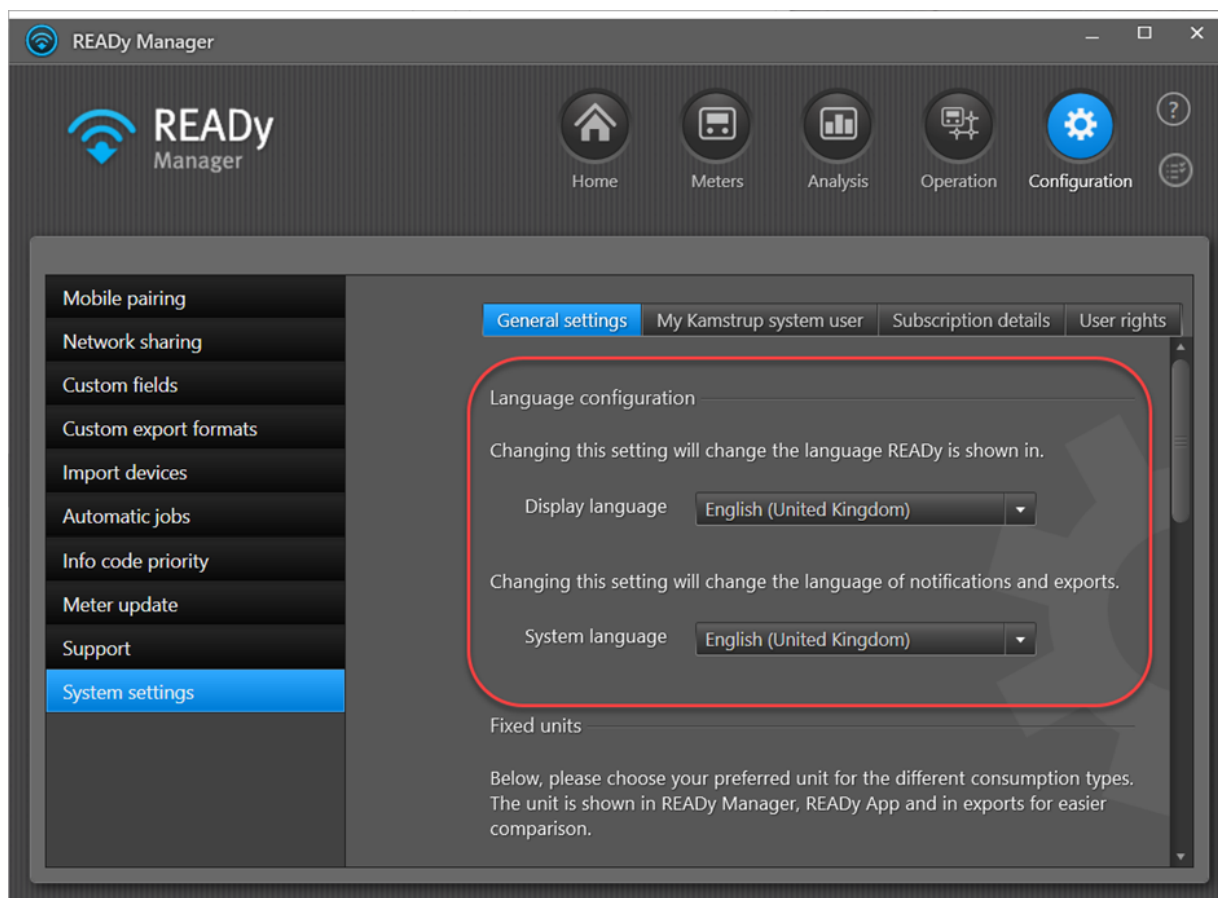 READy Manager
READy
Manager
Home
Meters
Analysis
Operation
Configuration
?
Mobile pairing
Network sharing
Custom fields
Custom export formats
Import devices
Automatic jobs
Info code priority
Meter update
Support
System settings
General settings
My Kamstrup system user
Subscription details
User rights
Language configuration
Changing this setting will change the language READy is shown in.
Display language
English (United Kingdom)
Changing this setting will change the language of notifications and exports.
System language
English (United Kingdom)
Fixed units
Below, please choose your preferred unit for the different consumption types.
The unit is shown in READy Manager, READy App and in exports for easier
comparison.